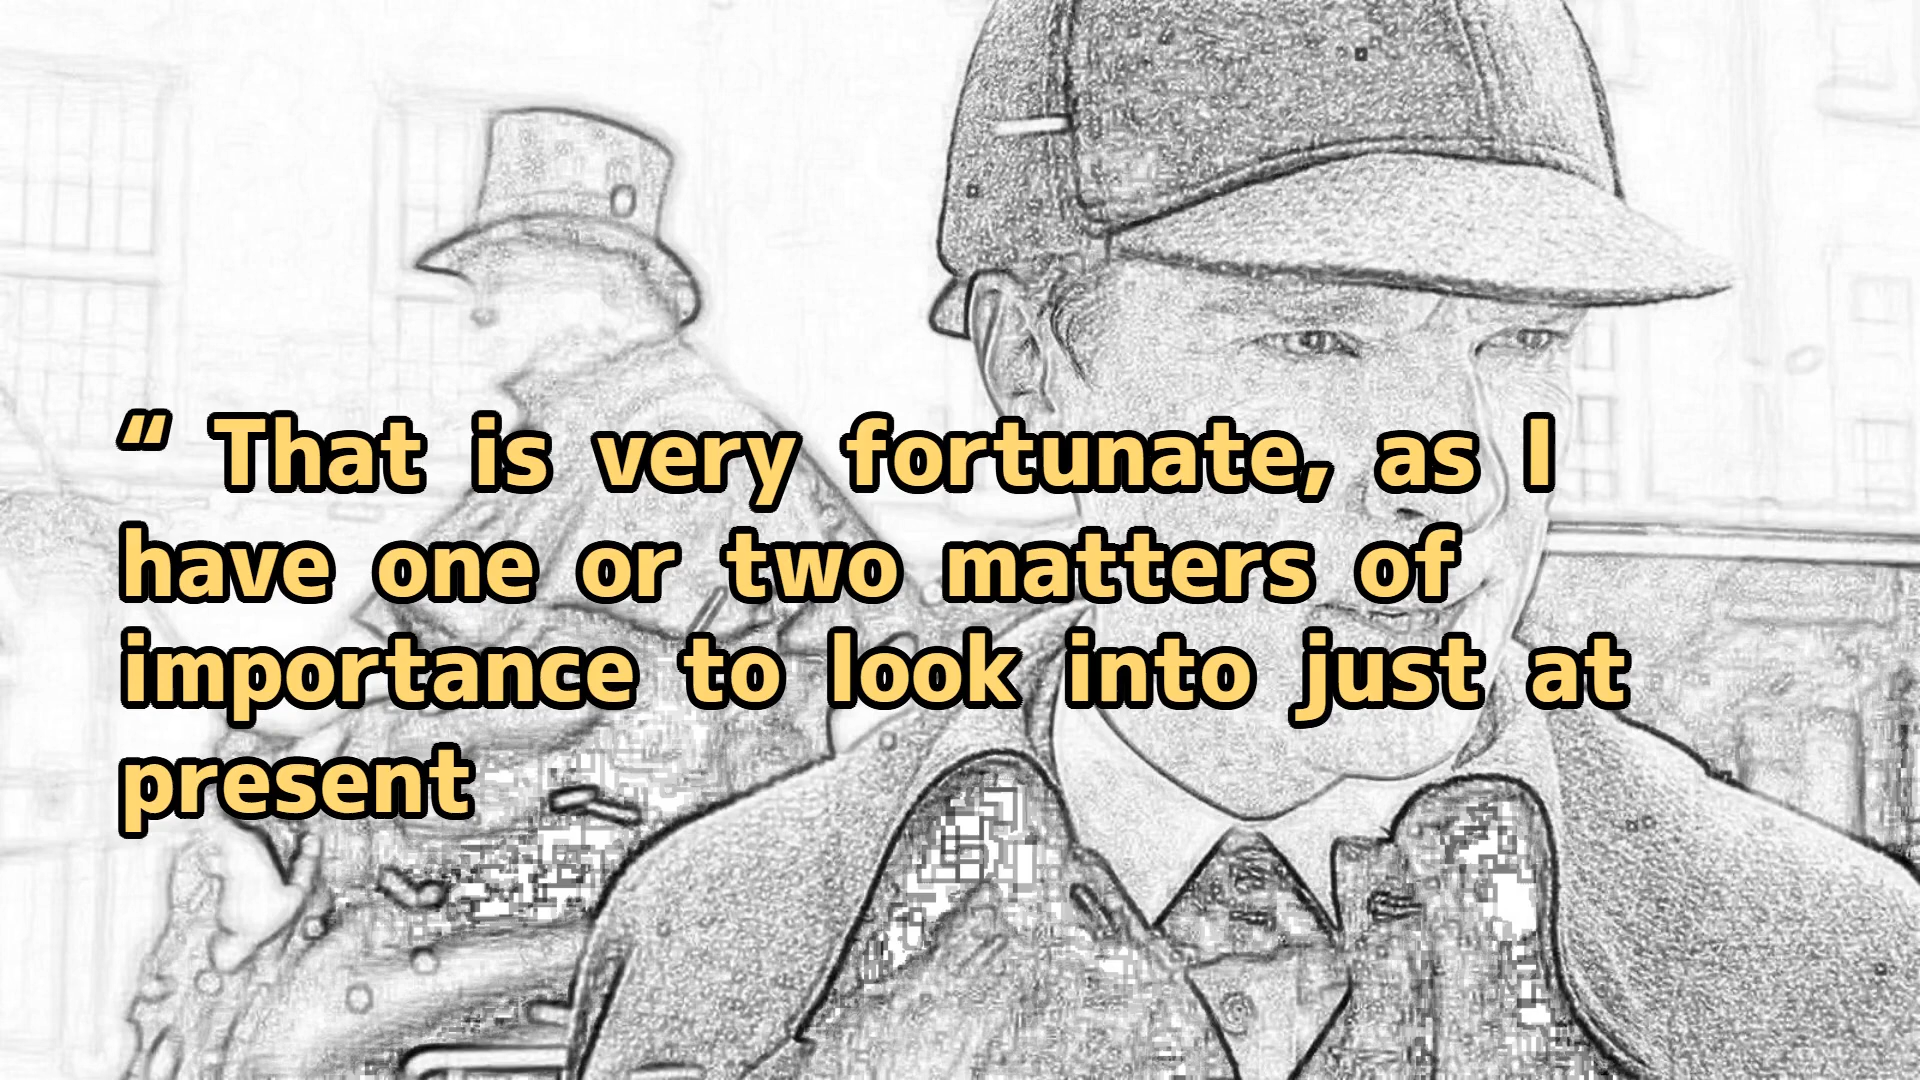 “ That is very fortunate, as I
have one or two matters of
importance to look into just at
present